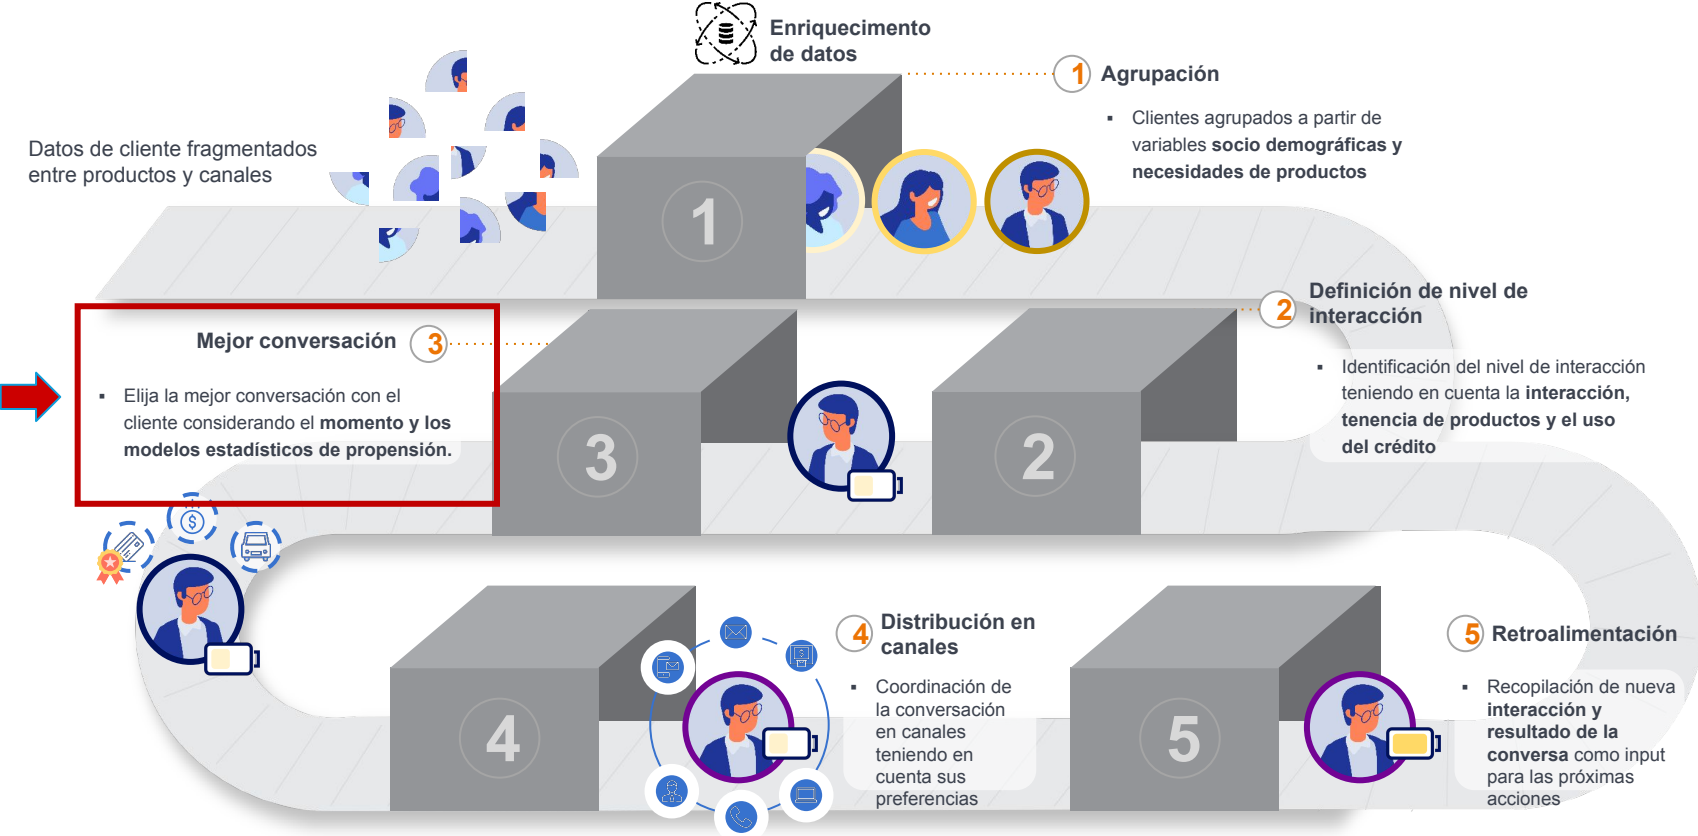 Enriquecimiento
de datos
1
Agrupación
▪ Clientes agrupados a partir de
variables socio demográficas y
necesidades de productos
Datos de cliente fragmentados
entre productos y canales
1
2
Definición de nivel de
interacción
▪ Identificación del nivel de interacción
teniendo en cuenta la interacción,
tenencia de productos y el uso
del crédito
Mejor conversación
3
▪ Elija la mejor conversación con el
cliente considerando el momento y los
modelos estadísticos de propensión.
3
2
$
4
$
4
Distribución en
canales
▪ Coordinación de
la conversación
en canales
teniendo en
cuenta sus
preferencias
5
5
Retroalimentación
▪ Recopilación de nueva
interacción y
resultado de la
conversa como input
para las próximas
acciones